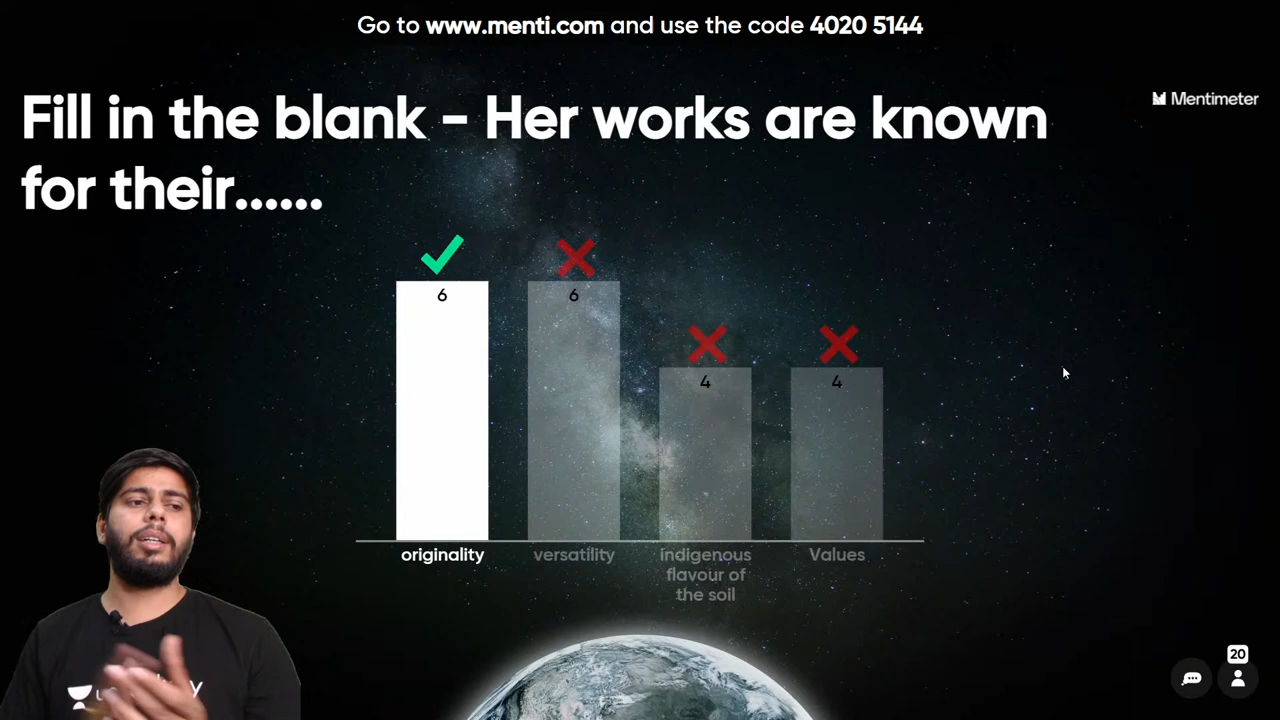 Go to www.menti.com and use the code 4020 5144
Mentimeter
Fill in the blank - Her works are known
for their......
6
6
4
4
originality
versatility
indigenous
flavour of
the soil
Values
20